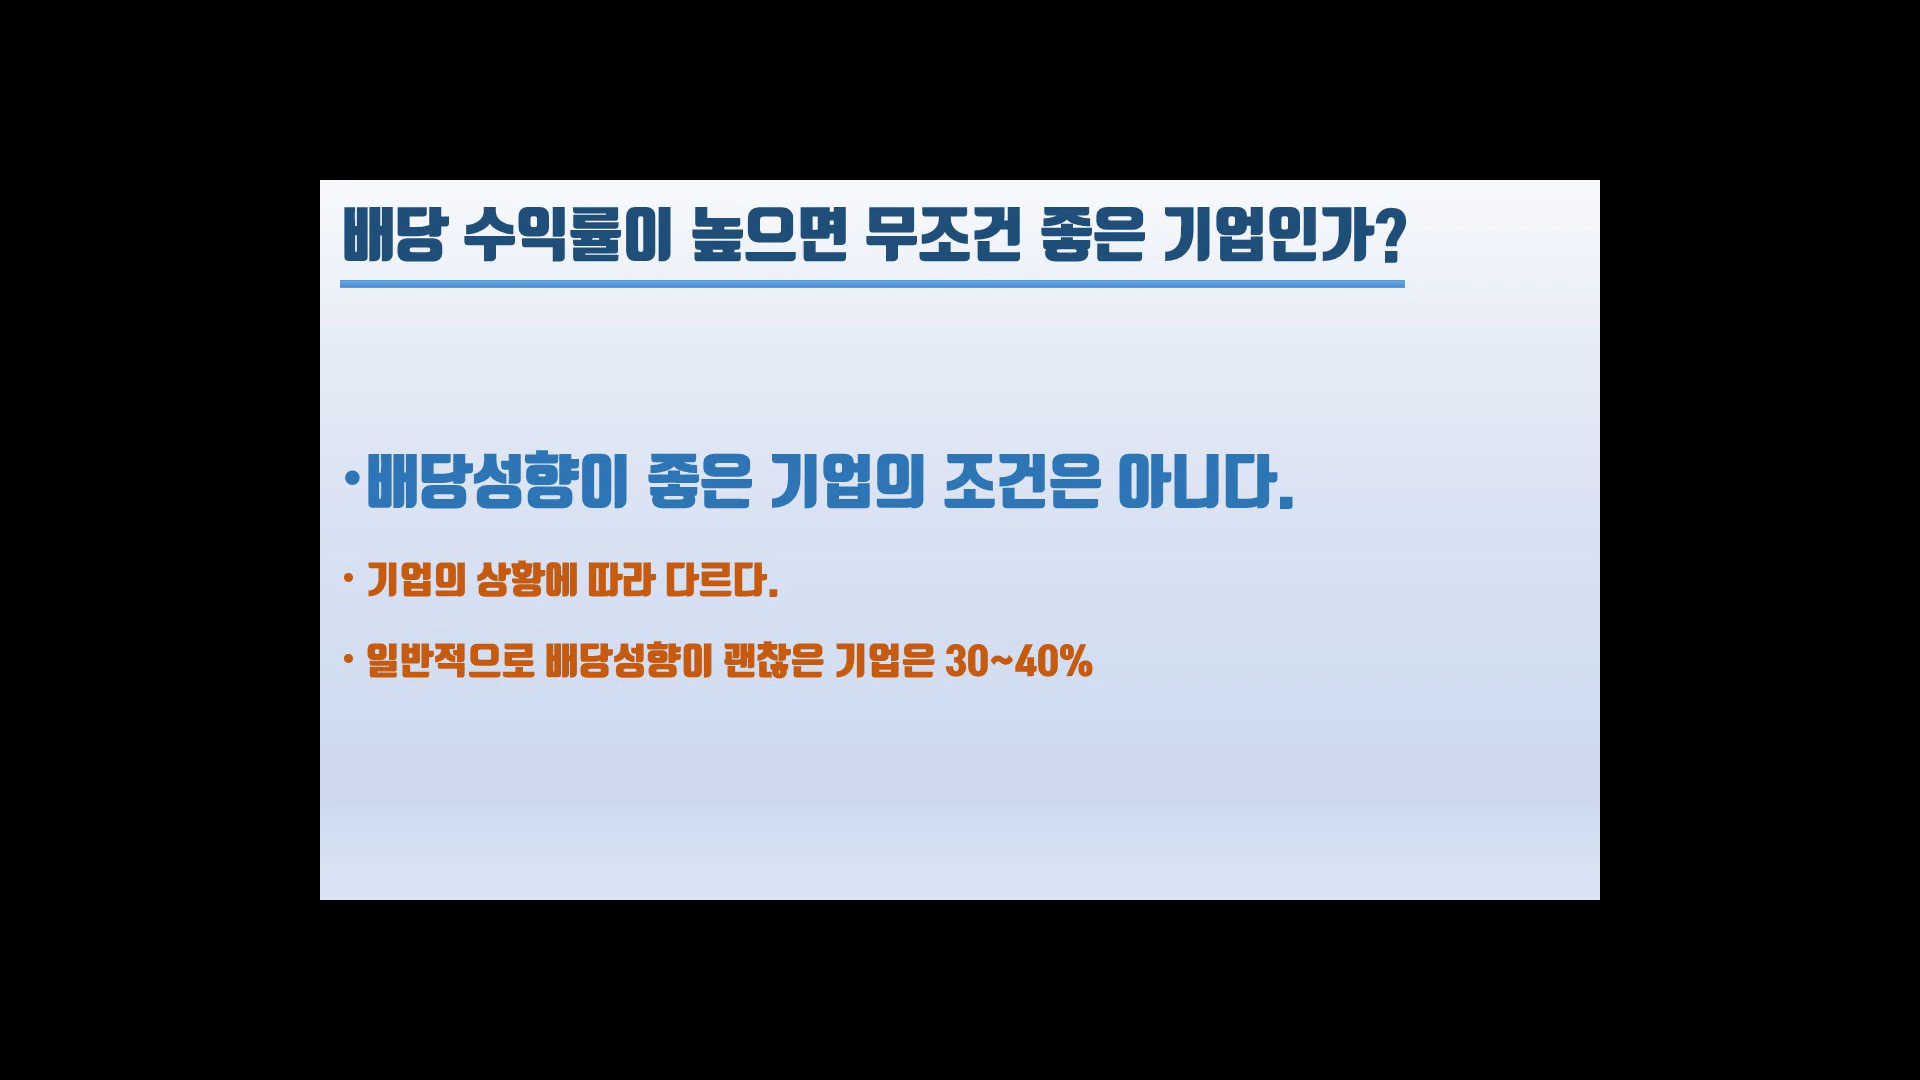 배당 수익률이 높으면 무조건 좋은 기업인가?
•배당성향이 좋은 기업의 조건은 아니다.
• 기업의 상황에 따라 다르다.
• 일반적으로 배당성향이 괜찮은 기업은 30~40%